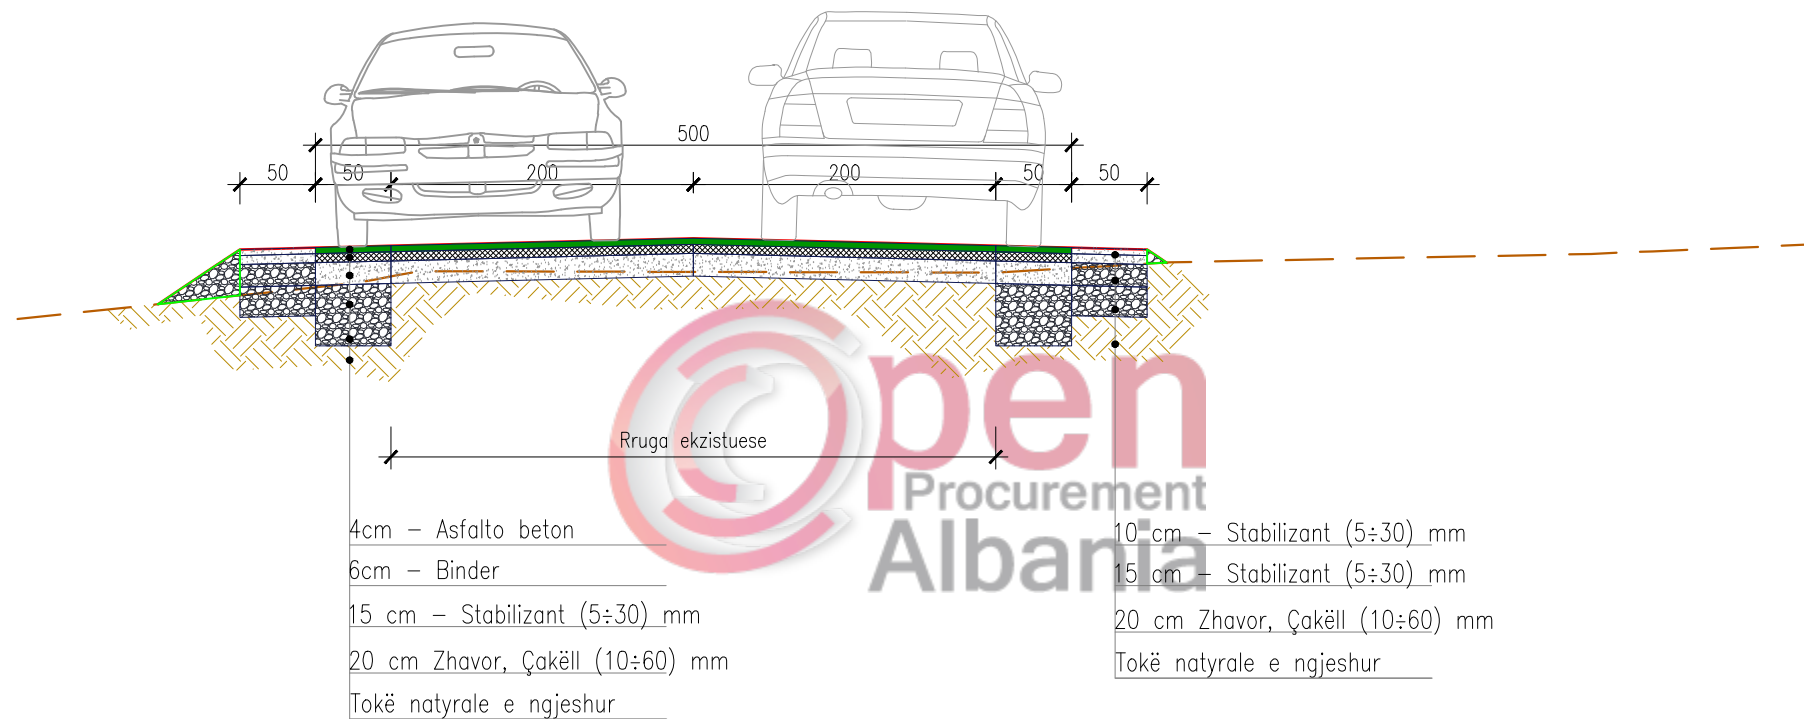 500
50 50 200 200 50 50
Rruga ekzistuese
Open
Procurement
Albania
4cm – Asfalto beton
6cm – Binder
15 cm – Stabilizant (5÷30) mm
20 cm Zhavor, Çakëll (10÷60) mm
Tokë natyrale e ngjeshur
10 cm – Stabilizant (5÷30) mm
15 cm – Stabilizant (5÷30) mm
20 cm Zhavor, Çakëll (10÷60) mm
Tokë natyrale e ngjeshur